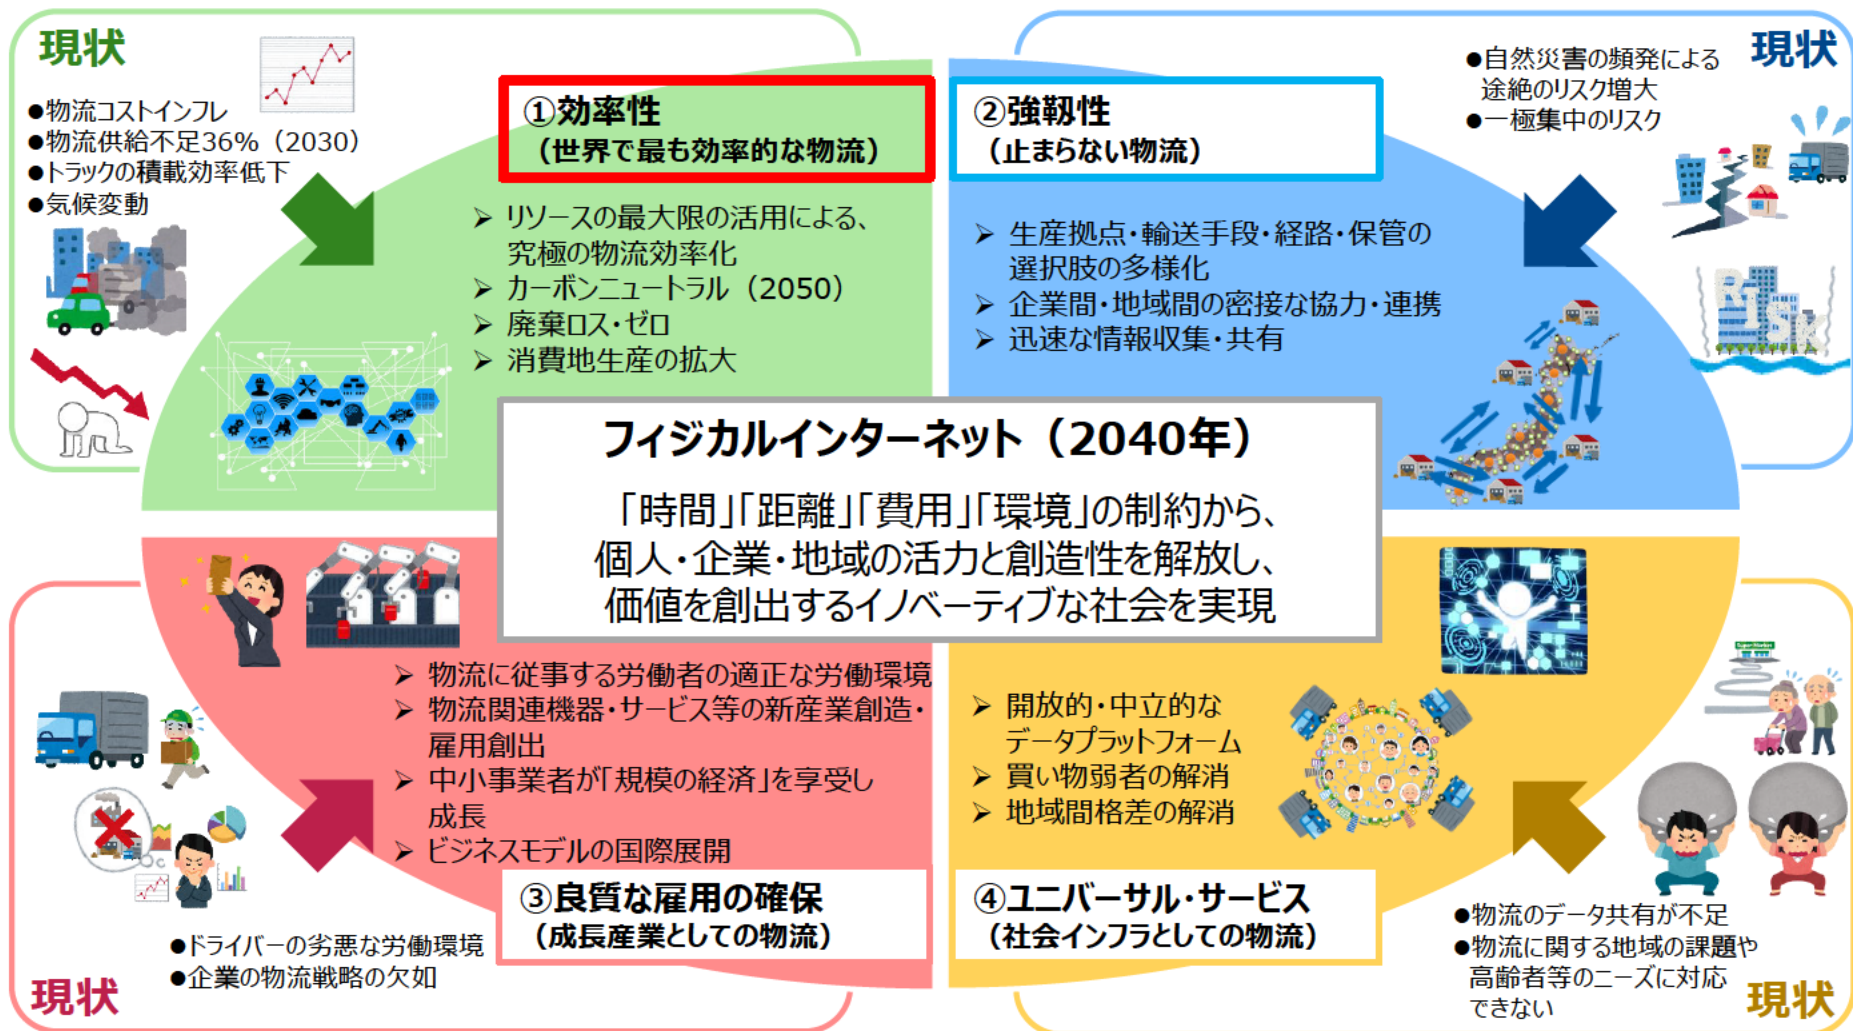 現状
●物流コストインフレ
●物流供給不足36%（2030）
●トラックの積載効率低下
●気候変動
①効率性
（世界で最も効率的な物流）
➢ リソースの最大限の活用による、
究極の物流効率化
➢ カーボンニュートラル（2050）
➢ 廃棄ロス・ゼロ
➢ 消費地生産の拡大
②強靱性
（止まらない物流）
➢ 生産拠点・輸送手段・経路・保管の
選択肢の多様化
➢ 企業間・地域間の密接な協力・連携
➢ 迅速な情報収集・共有
現状
●自然災害の頻発による
途絶のリスク増大
●一極集中のリスク
RISK
フィジカルインターネット（2040年）
「時間」「距離」「費用」「環境」の制約から、
個人・企業・地域の活力と創造性を解放し、
価値を創出するイノベーティブな社会を実現
➢ 物流に従事する労働者の適正な労働環境
➢ 物流関連機器・サービス等の新産業創造・
雇用創出
➢ 中小事業者が「規模の経済」を享受し
成長
➢ ビジネスモデルの国際展開
③良質な雇用の確保
（成長産業としての物流）
●ドライバーの劣悪な労働環境
●企業の物流戦略の欠如
現状
➢ 開放的・中立的な
データプラットフォーム
➢ 買い物弱者の解消
➢ 地域間格差の解消
④ユニバーサル・サービス
（社会インフラとしての物流）
●物流のデータ共有が不足
●物流に関する地域の課題や
高齢者等のニーズに対応
できない
現状